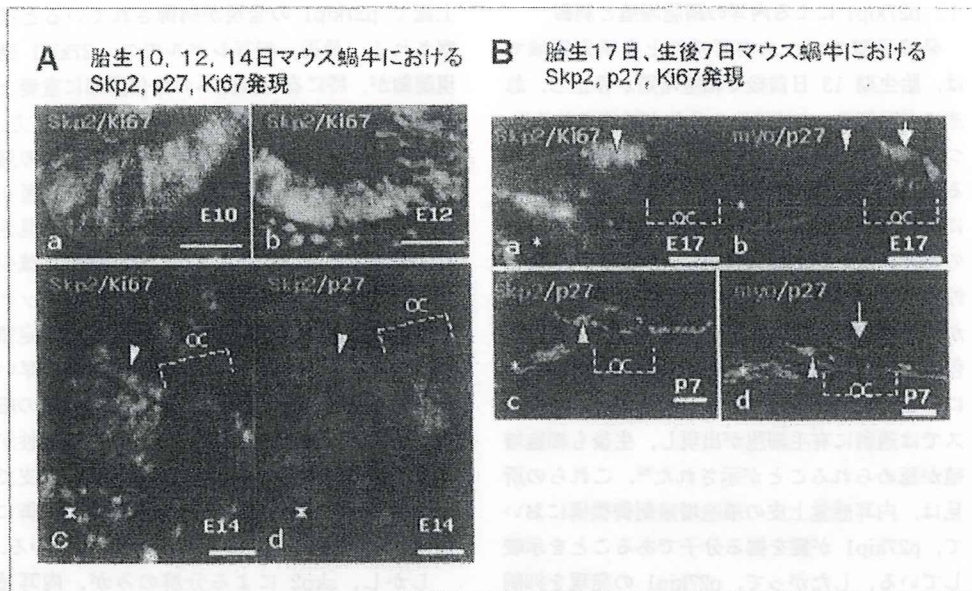 A 胎生10, 12, 14日マウス蝸牛における
Skp2, p27, Ki67発現
Skp2/Ki67
E10
a
Skp2/Ki67
E12
b
Skp2/Ki67
OC
E14
c
Skp2/p27
OC
E14
d
B 胎生17日、生後7日マウス蝸牛における
Skp2, p27, Ki67発現
Skp2/Ki67
OC
a *
E17
myo/p27
*
OC
b
E17
Skp2/p27
*
OC
c
P7
myo/p27
*
OC
d
P7